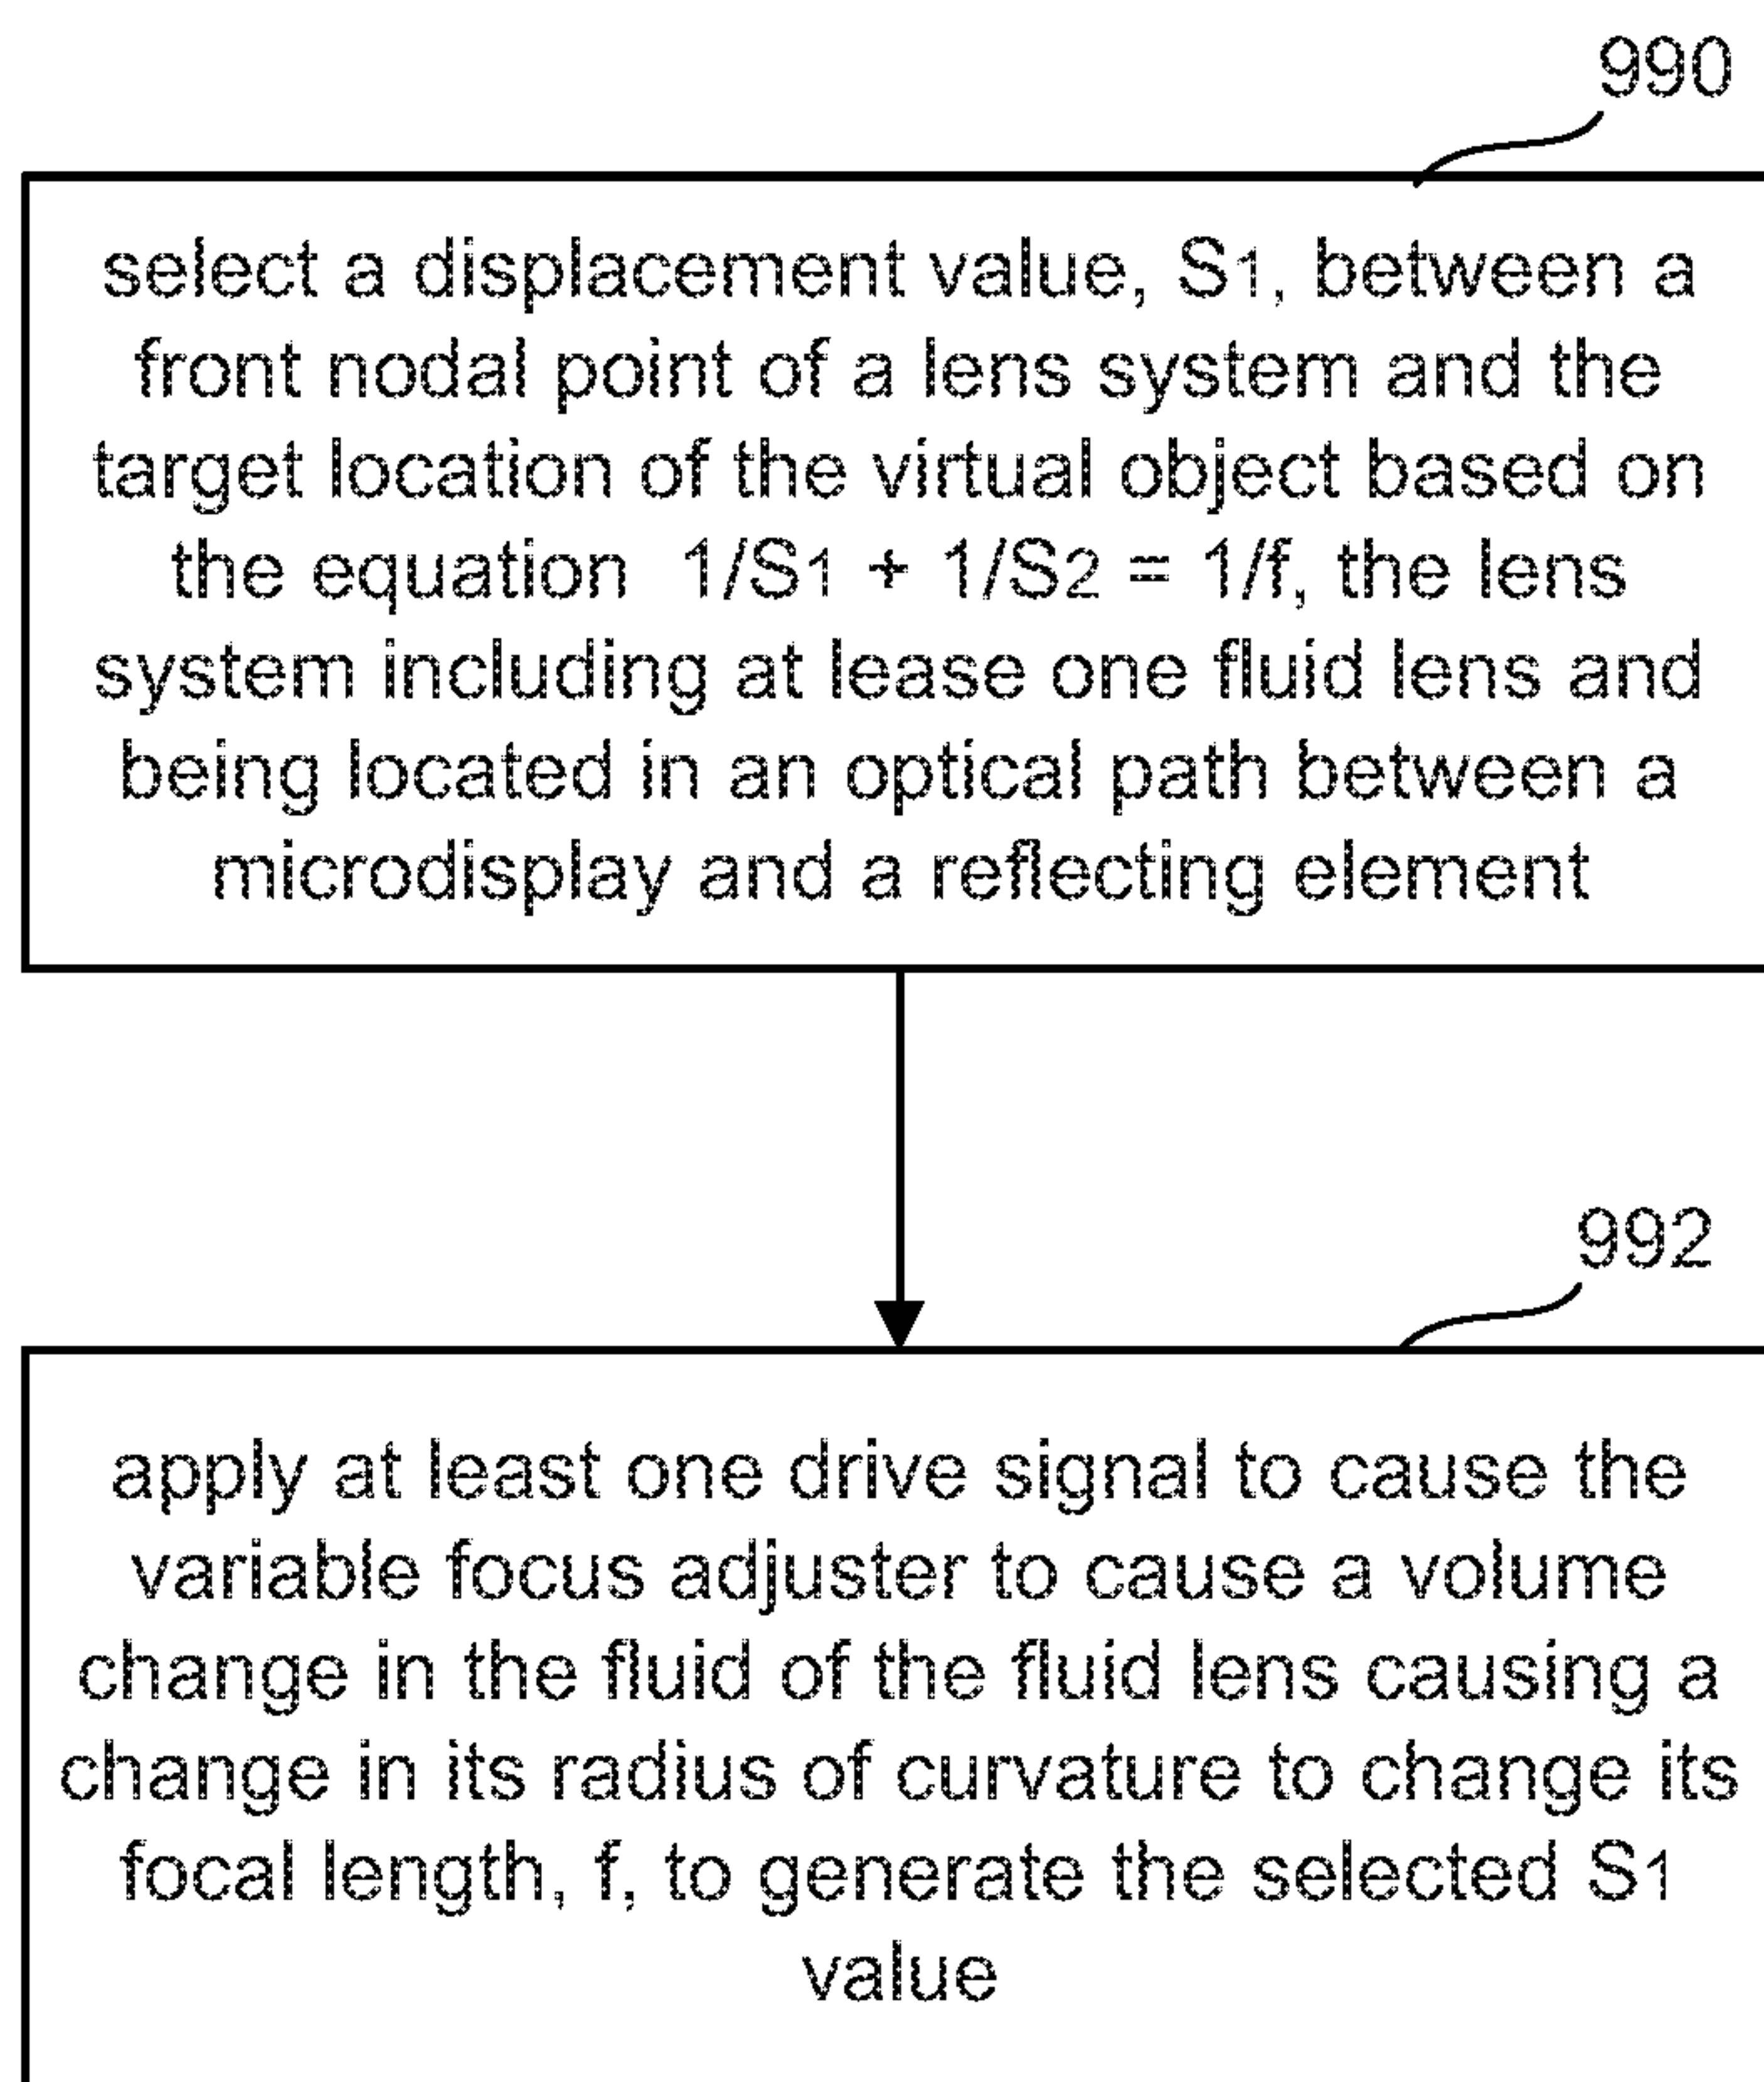 990
select a displacement value, S1, between a
front nodal point of a lens system and the
target location of the virtual object based on
the equation 1/S1 + 1/S2 = 1/f, the lens
system including at lease one fluid lens and
being located in an optical path between a
microdisplay and a reflecting element
992
apply at least one drive signal to cause the
variable focus adjuster to cause a volume
change in the fluid of the fluid lens causing a
change in its radius of curvature to change its
focal length, f, to generate the selected S1
value